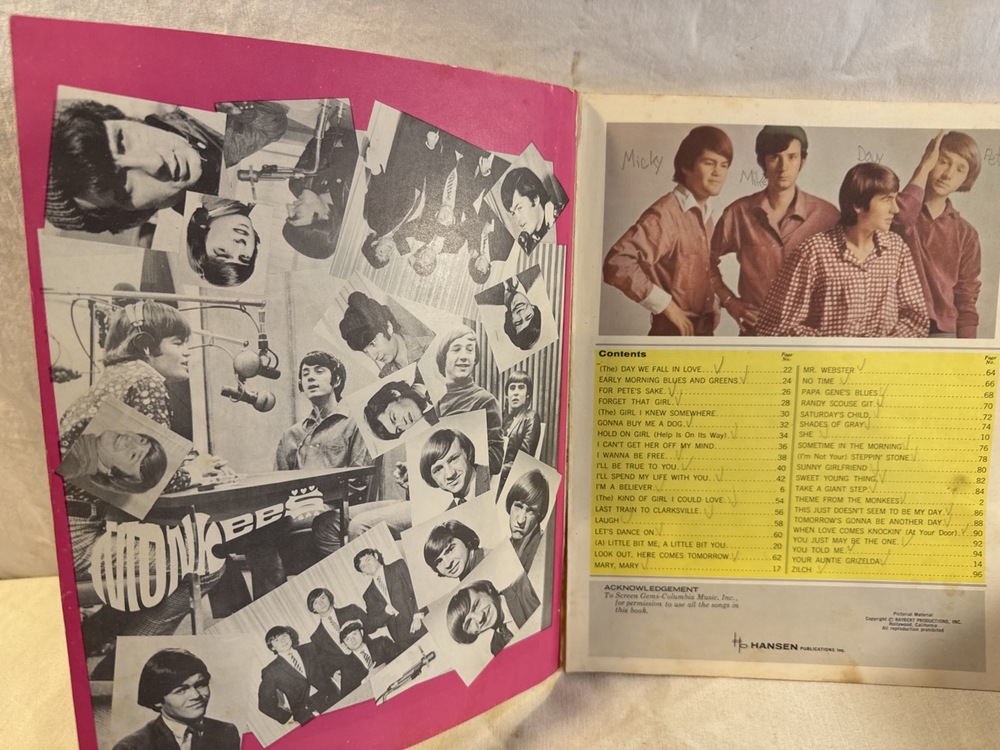 MONKEES
Micky
Mike
Davy
Contents
Page No.
(The) DAY WE FALL IN LOVE 22
EARLY MORNING BLUES AND GREENS 24
FOR PETE'S SAKE 26
FORGET THAT GIRL 28
(The) GIRL I KNEW SOMEWHERE 30
GONNA BUY ME A DOG 32
HOLD ON GIRL (Help Is On Its Way) 34
I CAN'T GET HER OFF MY MIND 36
I WANNA BE FREE 38
I'LL BE TRUE TO YOU 40
I'LL SPEND MY LIFE WITH YOU 42
I'M A BELIEVER 6
(The) KIND OF GIRL I COULD LOVE 54
LAST TRAIN TO CLARKSVILLE 56
LAUGH 58
LET'S DANCE ON 60
(A) LITTLE BIT ME, A LITTLE BIT YOU 20
LOOK OUT, HERE COMES TOMORROW 62
MARY, MARY 17
Page No.
MR. WEBSTER 64
NO TIME 66
PAPA GENE'S BLUES 68
RANDY SCOUSE GIT 70
SATURDAY'S CHILD 72
SHADES OF GRAY 74
SHE 10
SOMETIME IN THE MORNING 76
(I'm Not Your) STEPPIN' STONE 78
SUNNY GIRLFRIEND 80
SWEET YOUNG THING 82
TAKE A GIANT STEP 84
THEME FROM THE MONKEES 2
THIS JUST DOESN'T SEEM TO BE MY DAY 86
TOMORROW'S GONNA BE ANOTHER DAY 88
WHEN LOVE COMES KNOCKIN' (At Your Door) 90
YOU JUST MAY BE THE ONE 92
YOU TOLD ME 94
YOUR AUNTIE GRIZELDA 14
ZILCH 96
ACKNOWLEDGEMENT
To Screen Gems-Columbia Music, Inc.,
for permission to use all the songs in
this book.
Pictorial Material
Copyright © RAYBERT PRODUCTIONS, INC.
Hollywood, California
All reproduction prohibited
HANSEN PUBLICATIONS Inc.